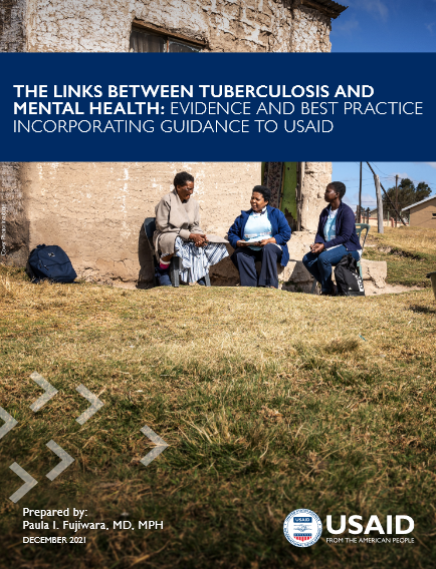 THE LINKS BETWEEN TUBERCULOSIS AND
MENTAL HEALTH: EVIDENCE AND BEST PRACTICE
INCORPORATING GUIDANCE TO USAID
Prepared by:
Paula I. Fujiwara, MD, MPH
DECEMBER 2021
USAID
USAID
FROM THE AMERICAN PEOPLE